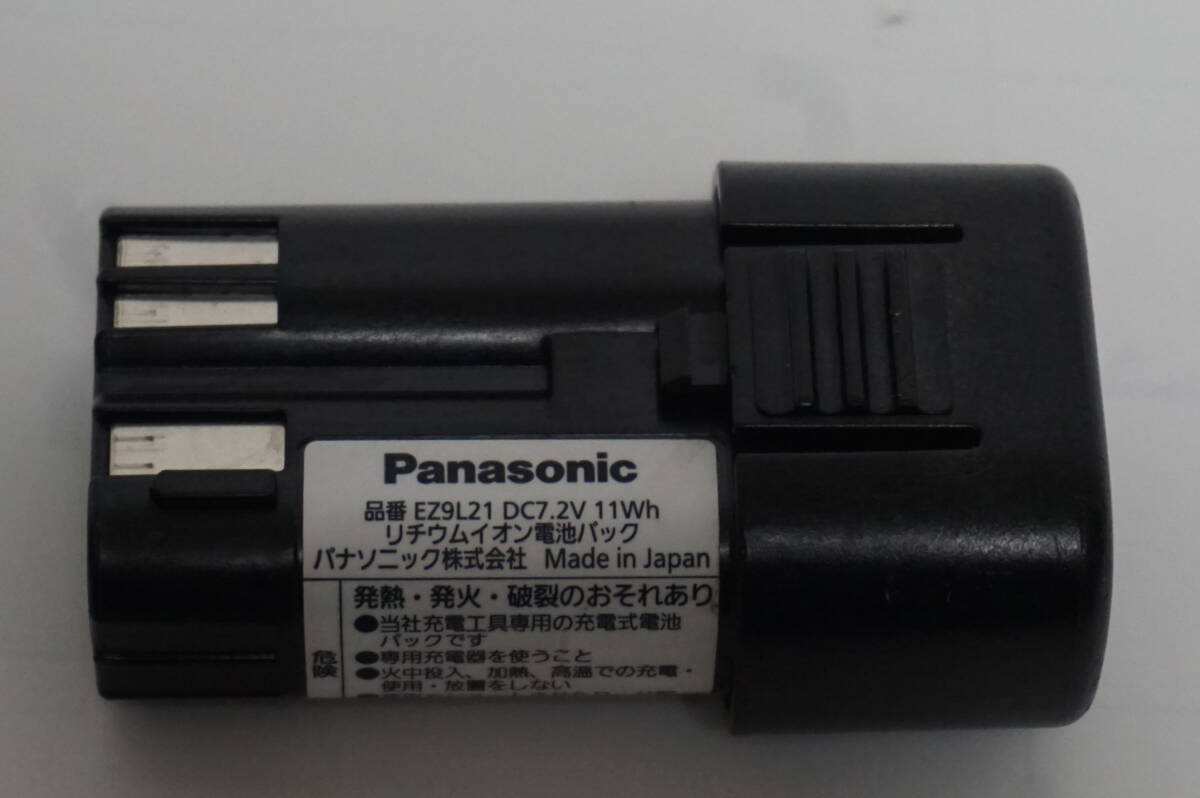 Panasonic
品番 EZ9L21 DC7.2V 11Wh
リチウムイオン電池パック
パナソニック株式会社 Made in Japan
危険
発熱・発火・破裂のおそれあり
●当社充電工具専用の充電式電池
パックです
●専用充電器を使うこと
●火中投入、加熱、高温での充電・
使用・放置をしない